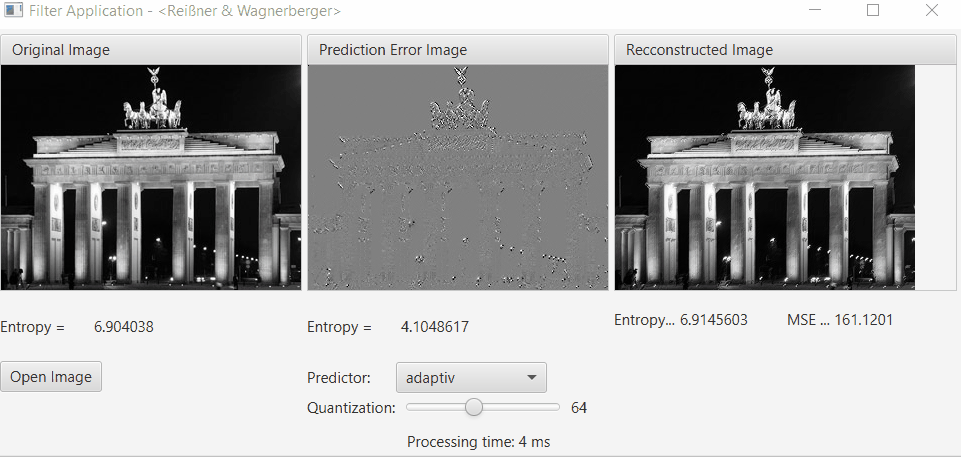 Filter Application - <Reißner & Wagnerberger>
Original Image
Prediction Error Image
Recconstructed Image
Entropy = 6.904038
Entropy = 4.1048617
Entropy... 6.9145603 MSE ... 161.1201
Open Image
Predictor: adaptiv
Quantization: 64
Processing time: 4 ms